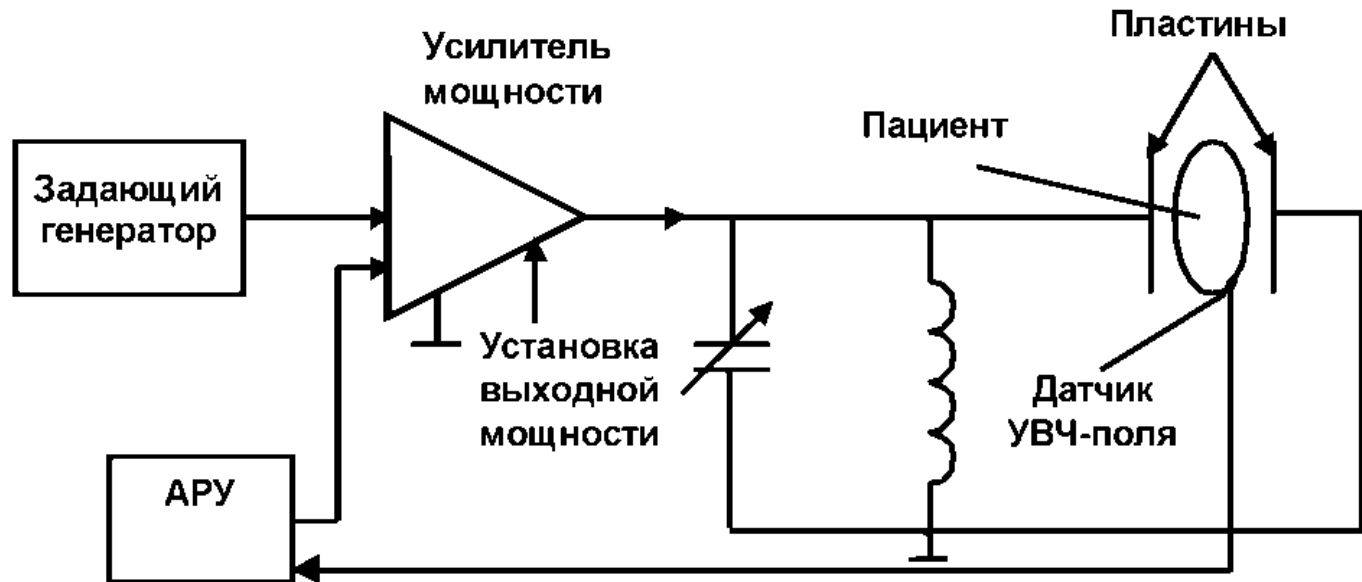 Пластины
Усилитель
мощности
Пациент
Задающий
генератор
Установка
выходной
мощности
Датчик
УВЧ-поля
АРУ